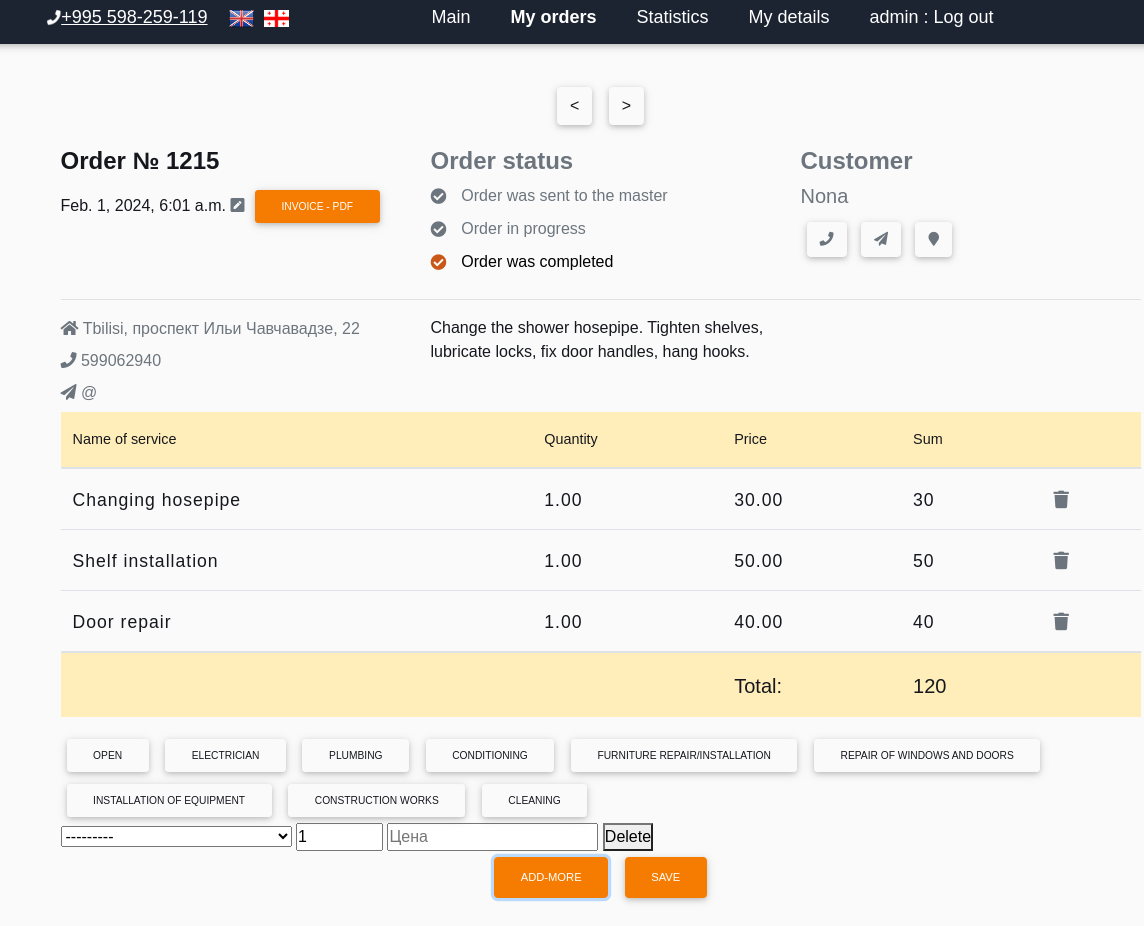 +995 598-259-119 Main My orders Statistics My details admin : Log out
< >
Order № 1215 Order status Customer
Feb. 1, 2024, 6:01 a.m. INVOICE - PDF Order was sent to the master Nona
Order in progress
Order was completed
Tbilisi, проспект Ильи Чавчавадзе, 22 Change the shower hosepipe. Tighten shelves,
lubricate locks, fix door handles, hang hooks.
599062940
@
Name of service Quantity Price Sum
Changing hosepipe 1.00 30.00 30
Shelf installation 1.00 50.00 50
Door repair 1.00 40.00 40
Total: 120
OPEN ELECTRICIAN PLUMBING CONDITIONING FURNITURE REPAIR/INSTALLATION REPAIR OF WINDOWS AND DOORS
INSTALLATION OF EQUIPMENT CONSTRUCTION WORKS CLEANING
--------- 1 Цена Delete
ADD-MORE SAVE